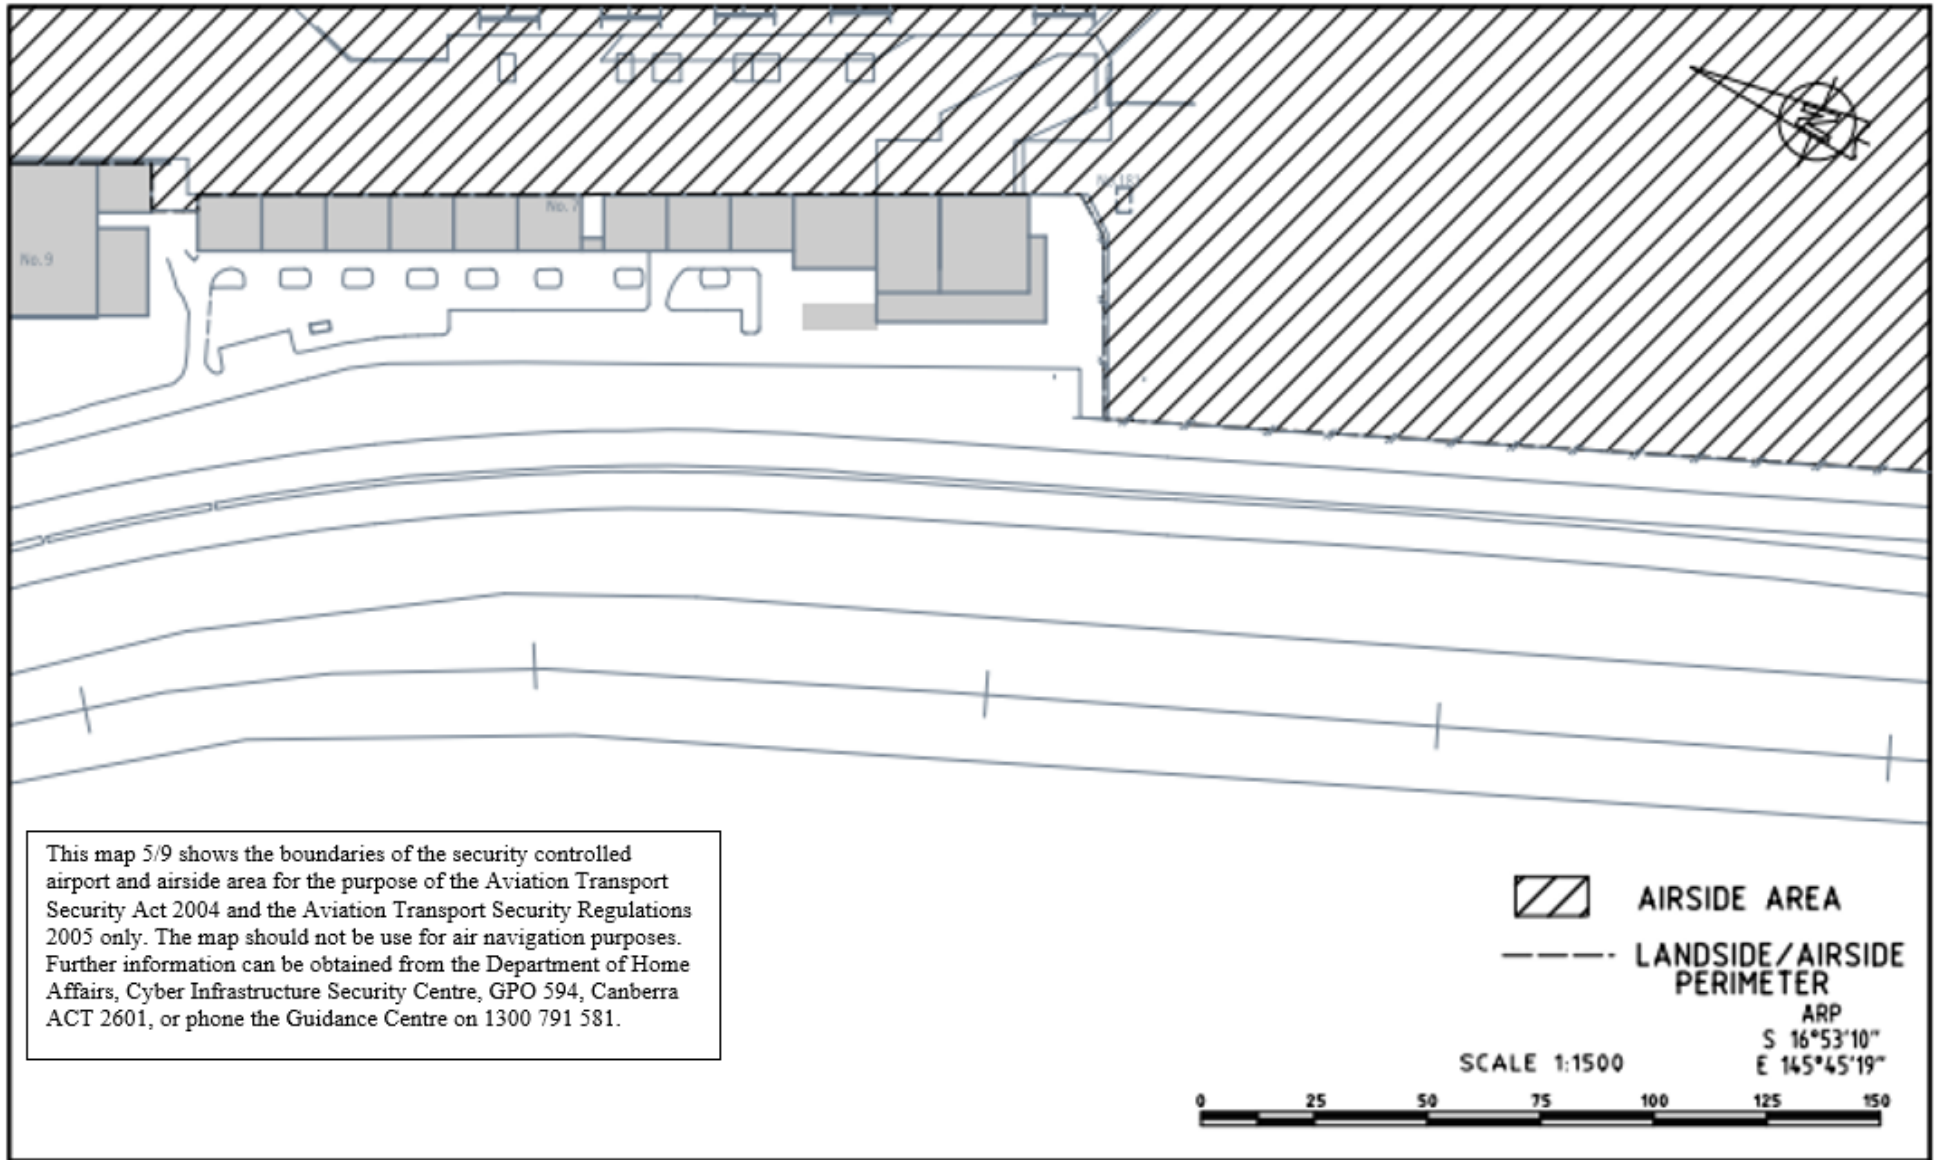 No.9
No.7
N
This map 5/9 shows the boundaries of the security controlled
airport and airside area for the purpose of the Aviation Transport
Security Act 2004 and the Aviation Transport Security Regulations
2005 only. The map should not be use for air navigation purposes.
Further information can be obtained from the Department of Home
Affairs, Cyber Infrastructure Security Centre, GPO 594, Canberra
ACT 2601, or phone the Guidance Centre on 1300 791 581.
AIRSIDE AREA
LANDSIDE/AIRSIDE
PERIMETER
ARP
S 16°53'10"
E 145°45'19"
SCALE 1:1500
0 25 50 75 100 125 150